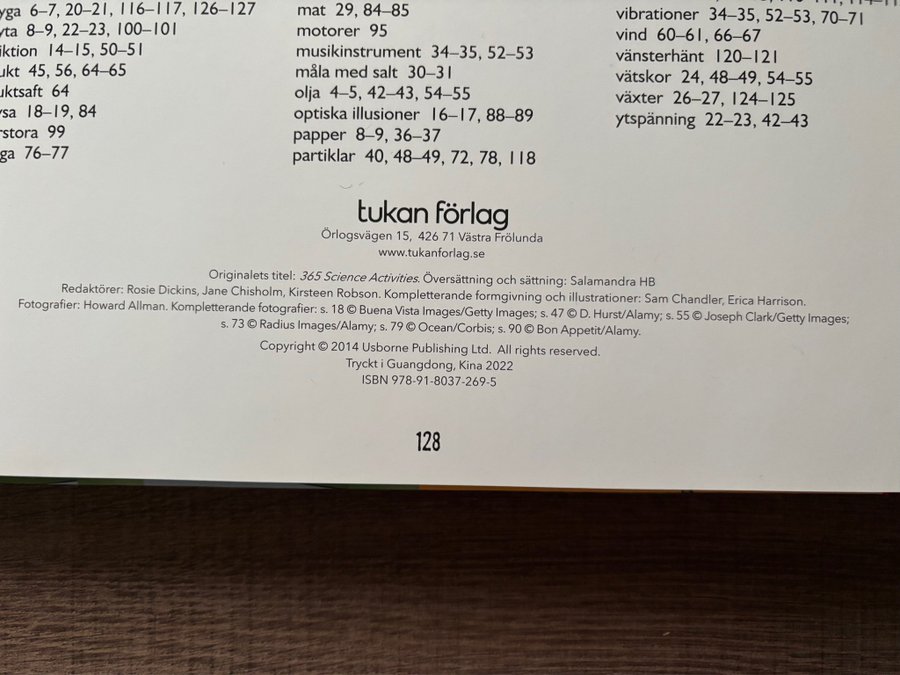 6–7, 20–21, 116–117, 126–127
8–9, 22–23, 100–101
14–15, 50–51
45, 56, 64–65
64
18–19, 84
99
76–77
mat 29, 84–85
motorer 95
musikinstrument 34–35, 52–53
måla med salt 30–31
olja 4–5, 42–43, 54–55
optiska illusioner 16–17, 88–89
papper 8–9, 36–37
partiklar 40, 48–49, 72, 78, 118
vibrationer 34–35, 52–53, 70–71
vind 60–61, 66–67
vänsterhänt 120–121
vätskor 24, 48–49, 54–55
växter 26–27, 124–125
ytspänning 22–23, 42–43
tukan förlag
Örlogsvägen 15, 426 71 Västra Frölunda
www.tukanforlag.se
Originalets titel: 365 Science Activities. Översättning och sättning: Salamandra HB
Redaktörer: Rosie Dickins, Jane Chisholm, Kirsteen Robson. Kompletterande formgivning och illustrationer: Sam Chandler, Erica Harrison.
Fotografier: Howard Allman. Kompletterande fotografier: s. 18 © Buena Vista Images/Getty Images; s. 47 © D. Hurst/Alamy; s. 55 © Joseph Clark/Getty Images;
s. 73 © Radius Images/Alamy; s. 79 © Ocean/Corbis; s. 90 © Bon Appetit/Alamy.
Copyright © 2014 Usborne Publishing Ltd. All rights reserved.
Tryckt i Guangdong, Kina 2022
ISBN 978-91-8037-269-5
128